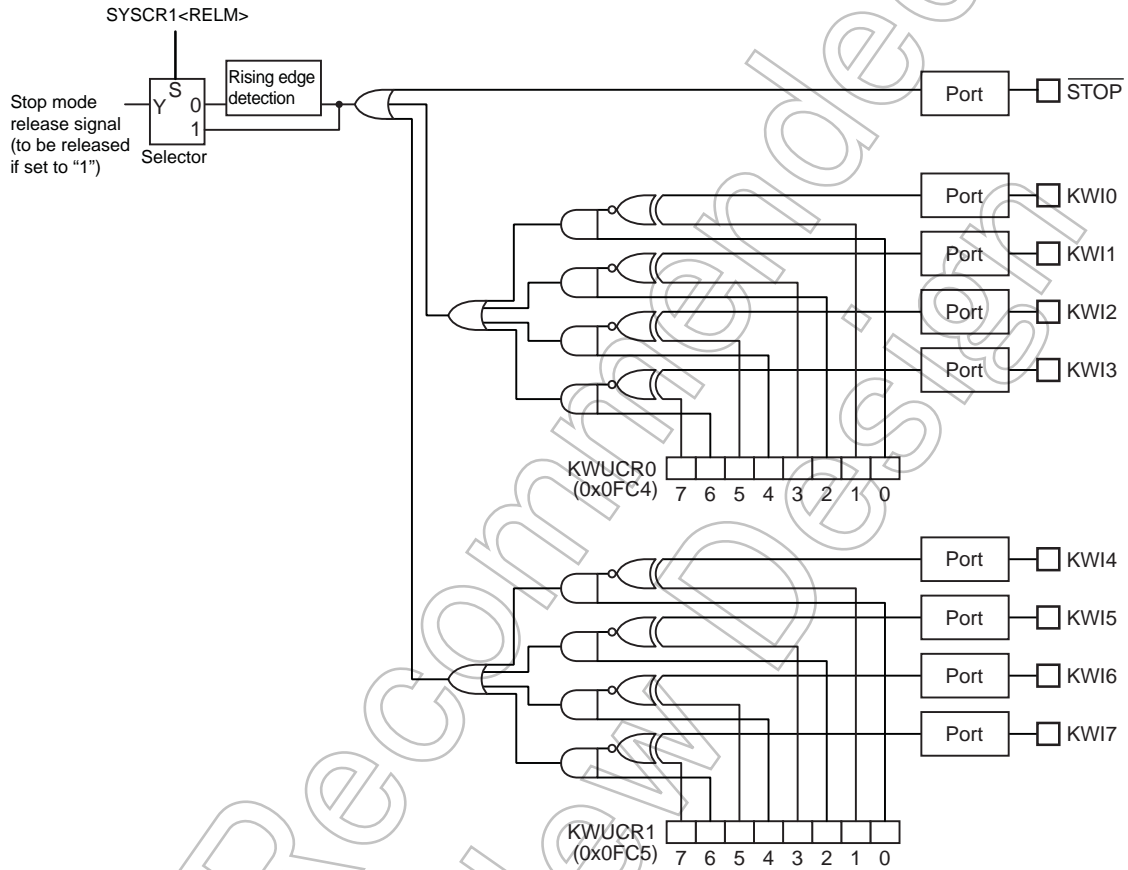 SYSCR1<RELM>
Stop mode
release signal
(to be released
if set to “1”)
S
Y
0
1
Selector
Rising edge
detection
Port
STOP
Port
KWI0
Port
KWI1
Port
KWI2
Port
KWI3
KWUCR0
(0x0FC4)
7 6 5 4 3 2 1 0
Port
KWI4
Port
KWI5
Port
KWI6
Port
KWI7
KWUCR1
(0x0FC5)
7 6 5 4 3 2 1 0
Recommended
Design